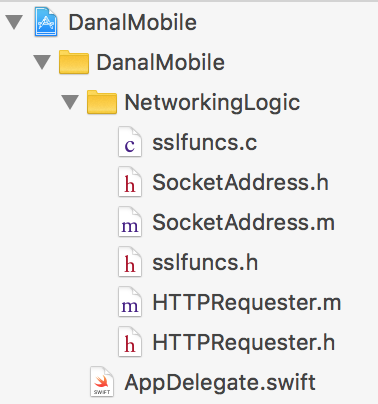 DanalMobile
DanalMobile
NetworkingLogic
c sslfuncs.c
h SocketAddress.h
m SocketAddress.m
h sslfuncs.h
m HTTPRequester.m
h HTTPRequester.h
SWIFT AppDelegate.swift